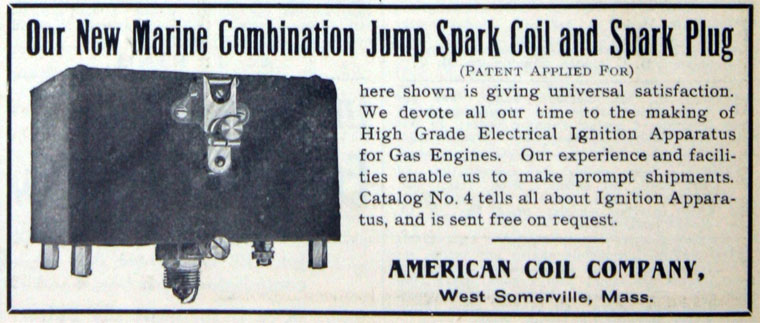 Our New Marine Combination Jump Spark Coil and Spark Plug
(PATENT APPLIED FOR)
here shown is giving universal satisfaction.
We devote all our time to the making of
High Grade Electrical Ignition Apparatus
for Gas Engines. Our experience and facili-
ties enable us to make prompt shipments.
Catalog No. 4 tells all about Ignition Appara-
tus, and is sent free on request.
AMERICAN COIL COMPANY,
West Somerville, Mass.